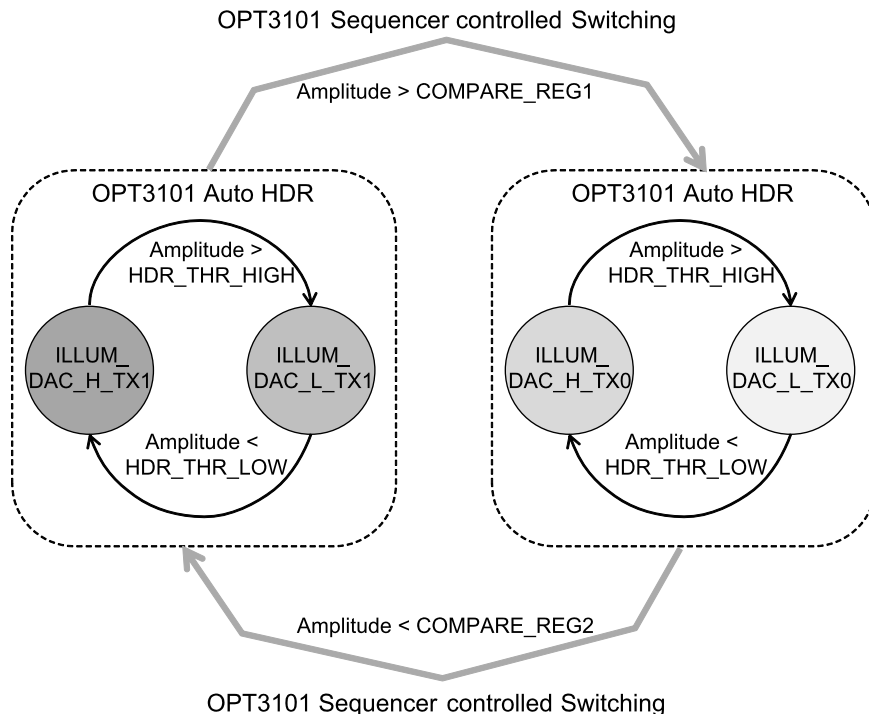 OPT3101 Sequencer controlled Switching
Amplitude > COMPARE_REG1
OPT3101 Auto HDR
Amplitude >
HDR_THR_HIGH
ILLUM_
DAC_H_TX1
ILLUM_
DAC_L_TX1
Amplitude <
HDR_THR_LOW
OPT3101 Auto HDR
Amplitude >
HDR_THR_HIGH
ILLUM_
DAC_H_TX0
ILLUM_
DAC_L_TX0
Amplitude <
HDR_THR_LOW
Amplitude < COMPARE_REG2
OPT3101 Sequencer controlled Switching